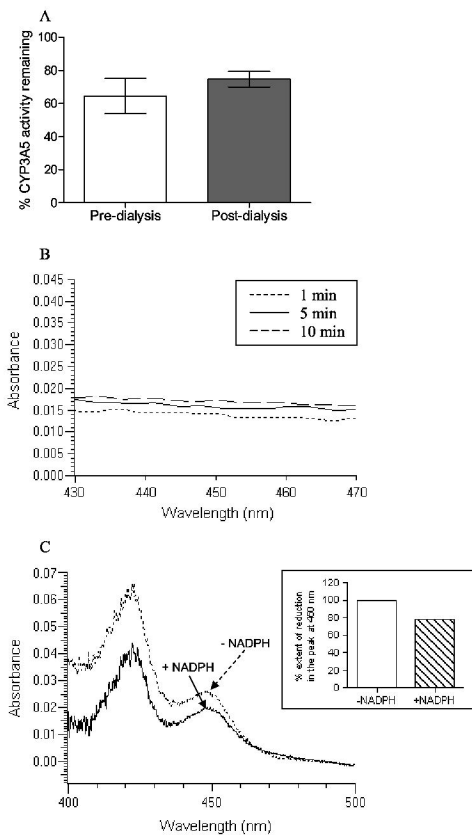 A
% CYP3A5 activity remaining
100
80
60
40
20
0
Pre-dialysis
Post-dialysis
B
Absorbance
0.045
0.040
0.035
0.030
0.025
0.020
0.015
0.010
0.005
0.000
1 min
5 min
10 min
430
440
450
460
470
Wavelength (nm)
C
Absorbance
0.07
0.06
0.05
0.04
0.03
0.02
0.01
0.00
- NADPH
+ NADPH
400
450
500
Wavelength (nm)
% extent of reduction
in the peak at 450 nm
120
100
80
60
40
20
0
-NADPH
+NADPH